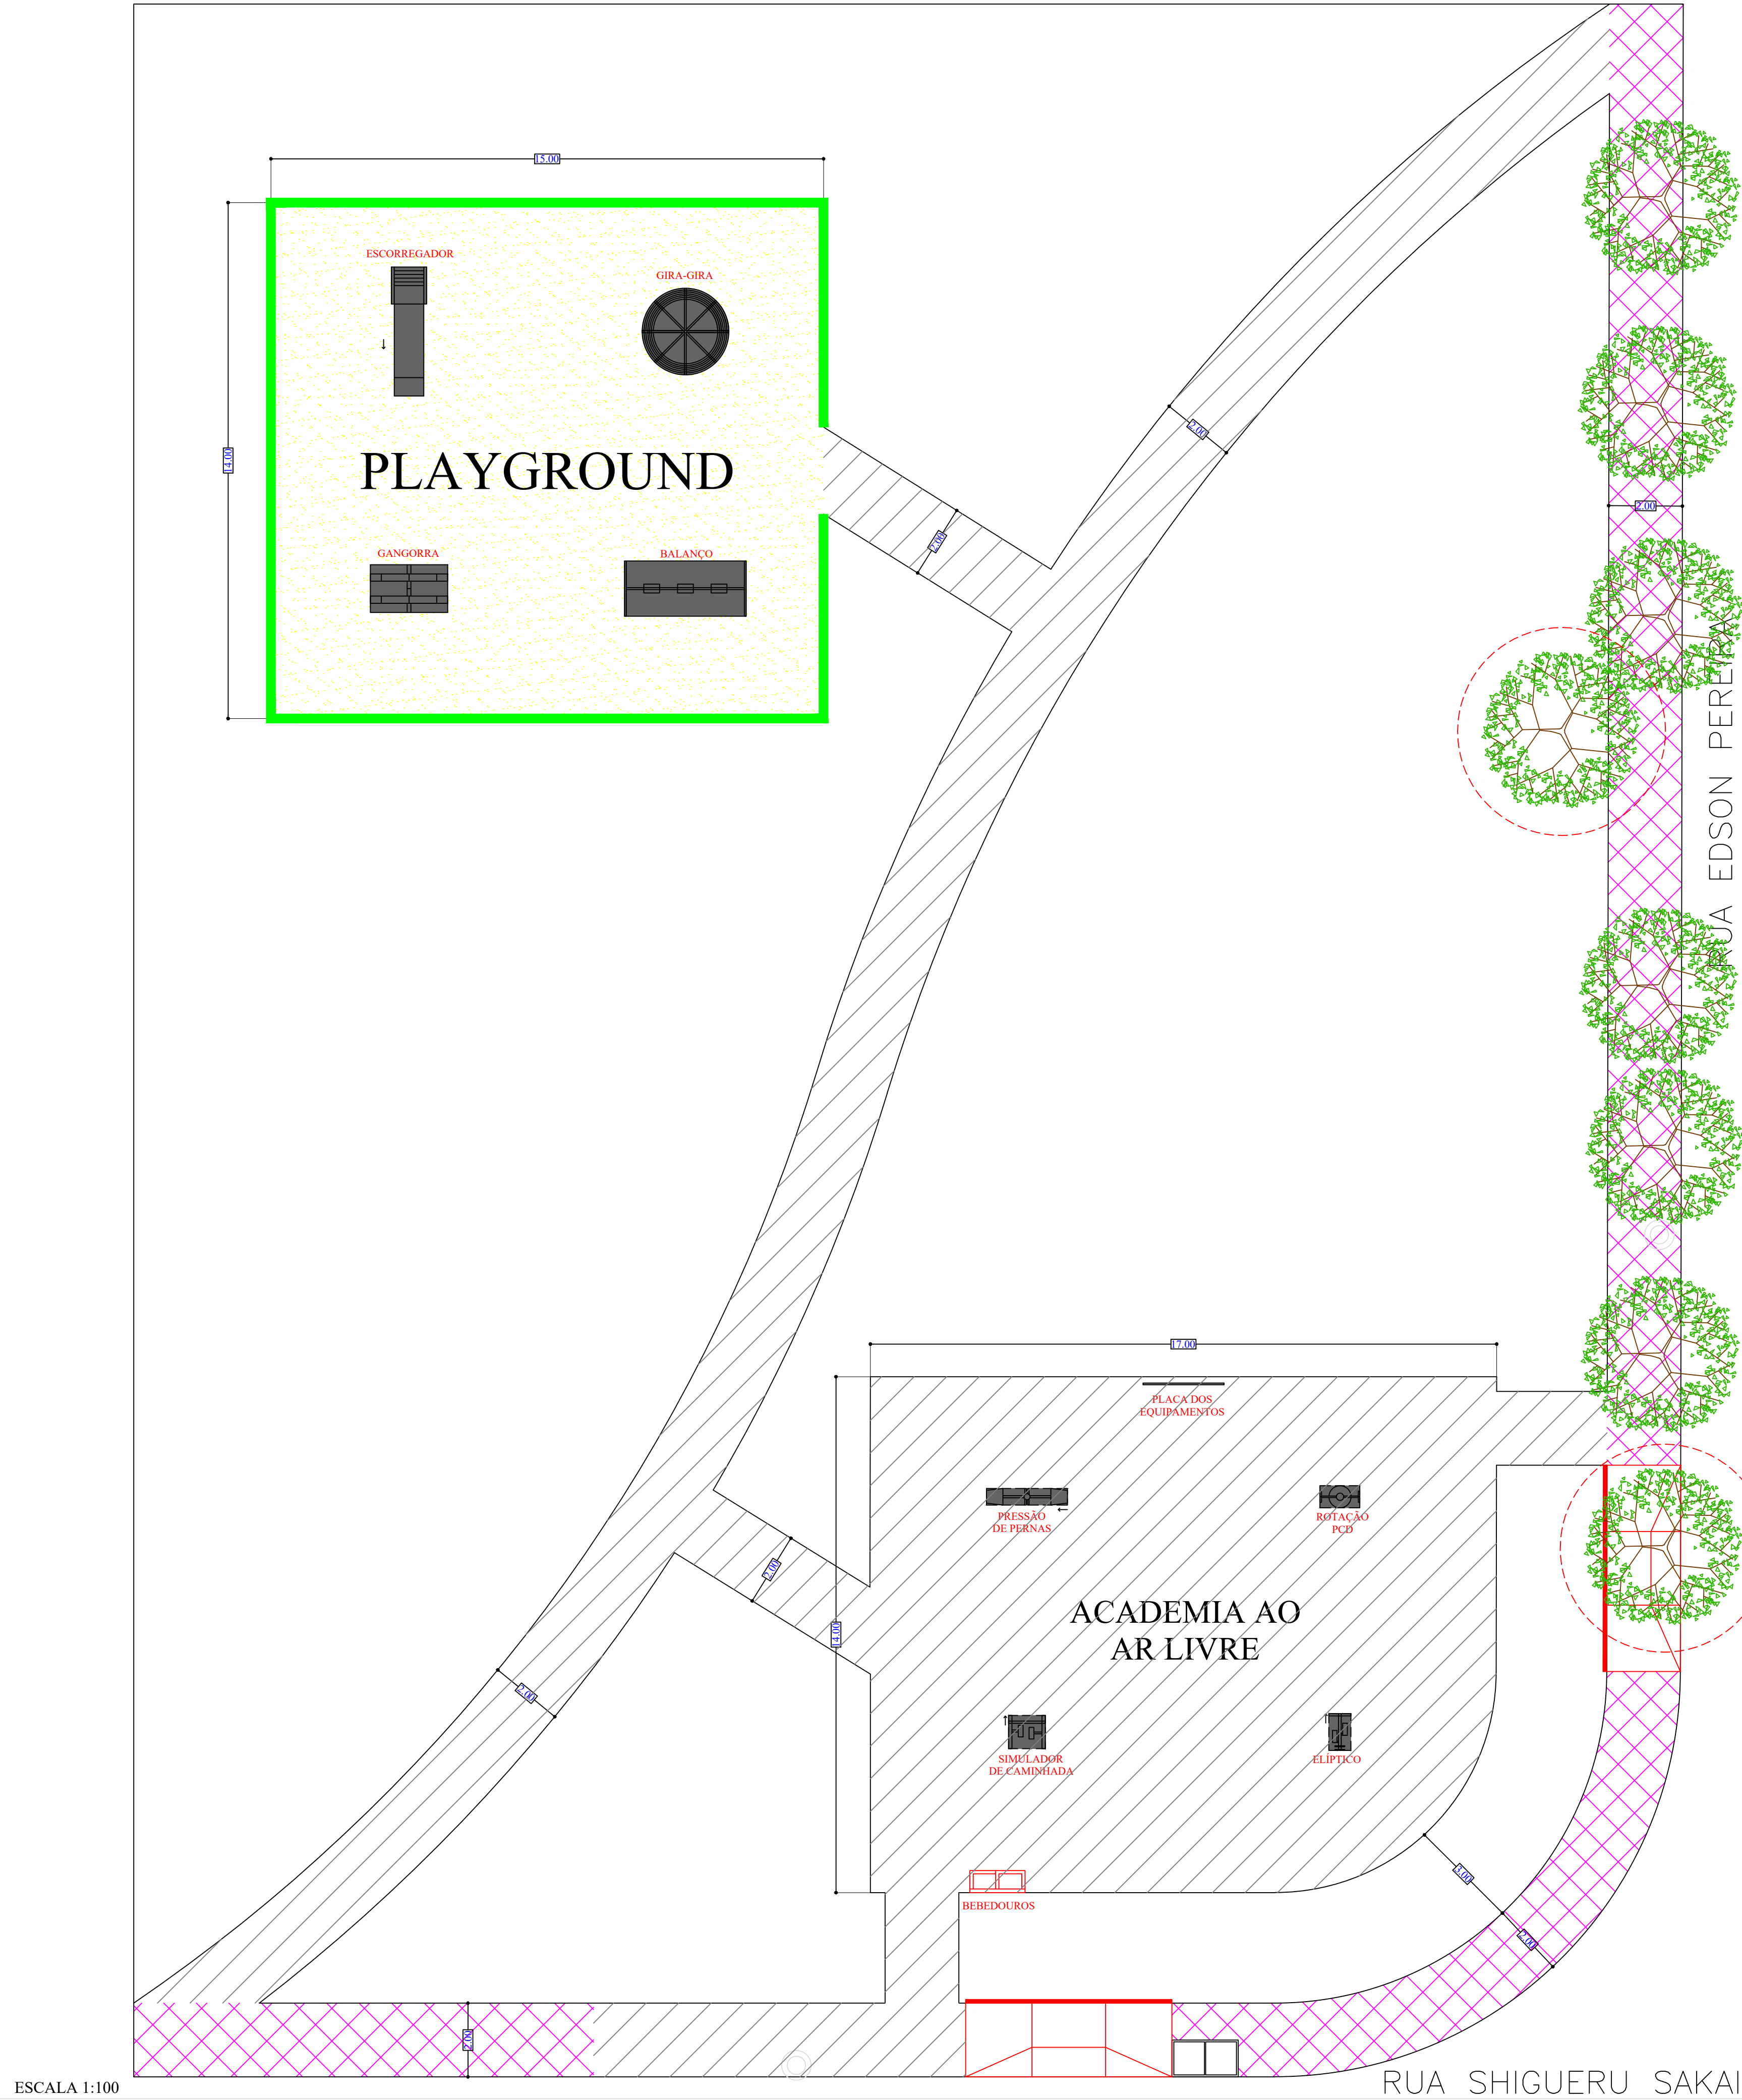 15.00
ESCORREGADOR
GIRA-GIRA
2.00
14.00
PLAYGROUND
2.00
2.00
GANGORRA
BALANÇO
RUA EDSON PEREIRA
17.00
PLACA DOS
EQUIPAMENTOS
PRESSÃO
DE PERNAS
ROTAÇÃO
PCD
2.00
ACADEMIA AO
AR LIVRE
14.00
2.00
SIMULADOR
DE CAMINHADA
ELÍPTICO
3.00
BEBEDOUROS
2.00
2.00
ESCALA 1:100
RUA SHIGUERU SAKAI